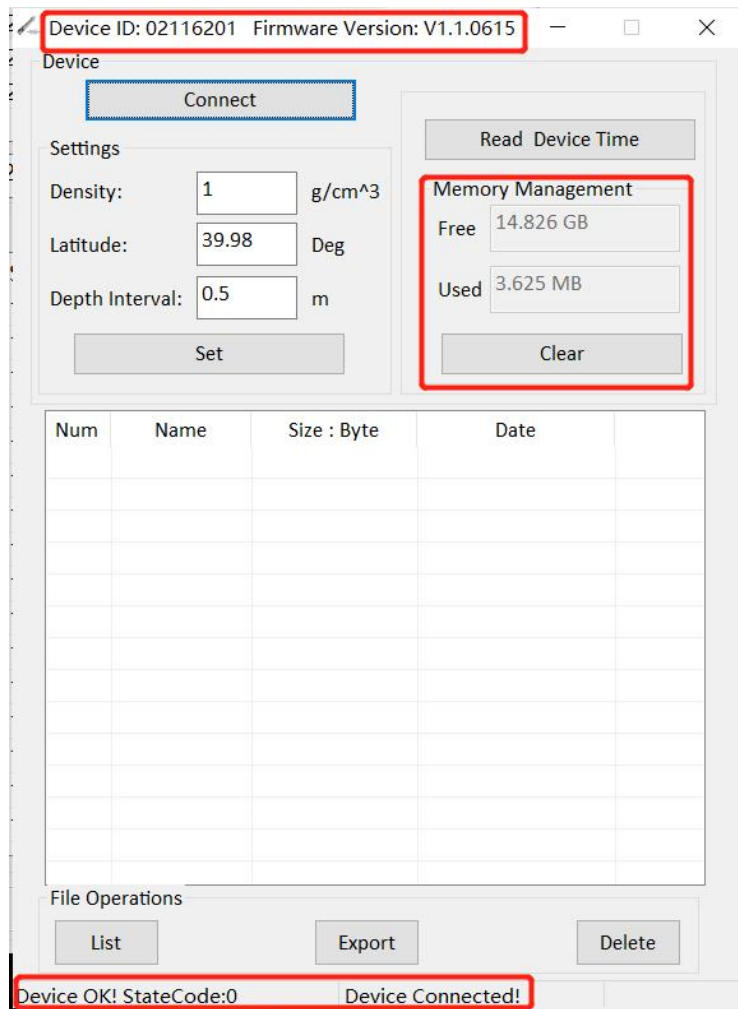 Device ID: 02116201 Firmware Version: V1.1.0615
Device
Connect
Read Device Time
Settings
Density: 1 g/cm^3
Latitude: 39.98 Deg
Depth Interval: 0.5 m
Set
Memory Management
Free 14.826 GB
Used 3.625 MB
Clear
Num Name Size : Byte Date
File Operations
List Export Delete
Device OK! StateCode:0 Device Connected!